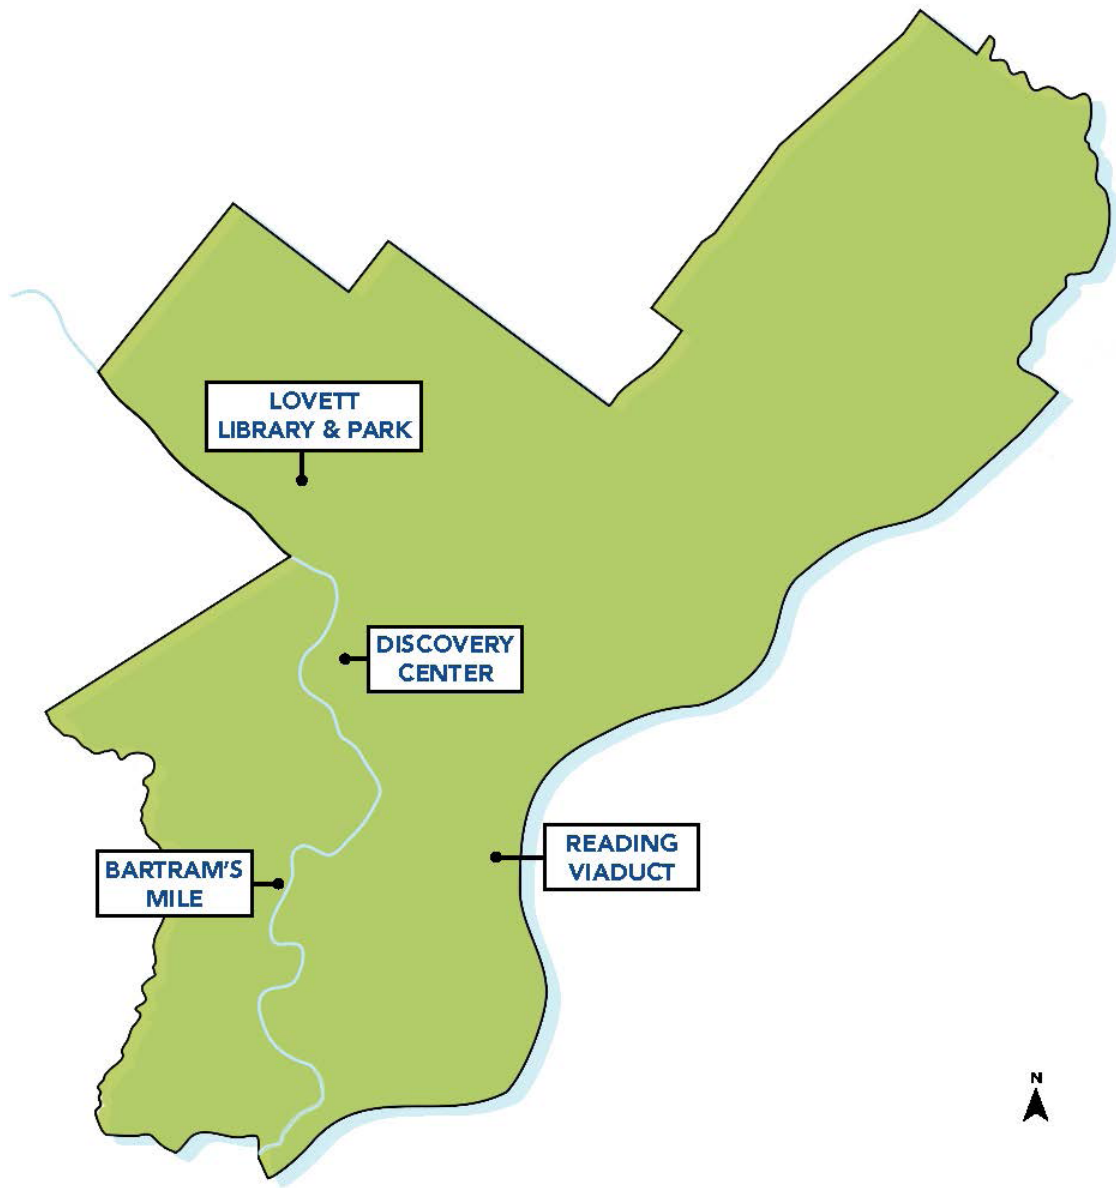 LOVETT
LIBRARY & PARK
DISCOVERY
CENTER
READING
VIADUCT
BARTRAM'S
MILE
N